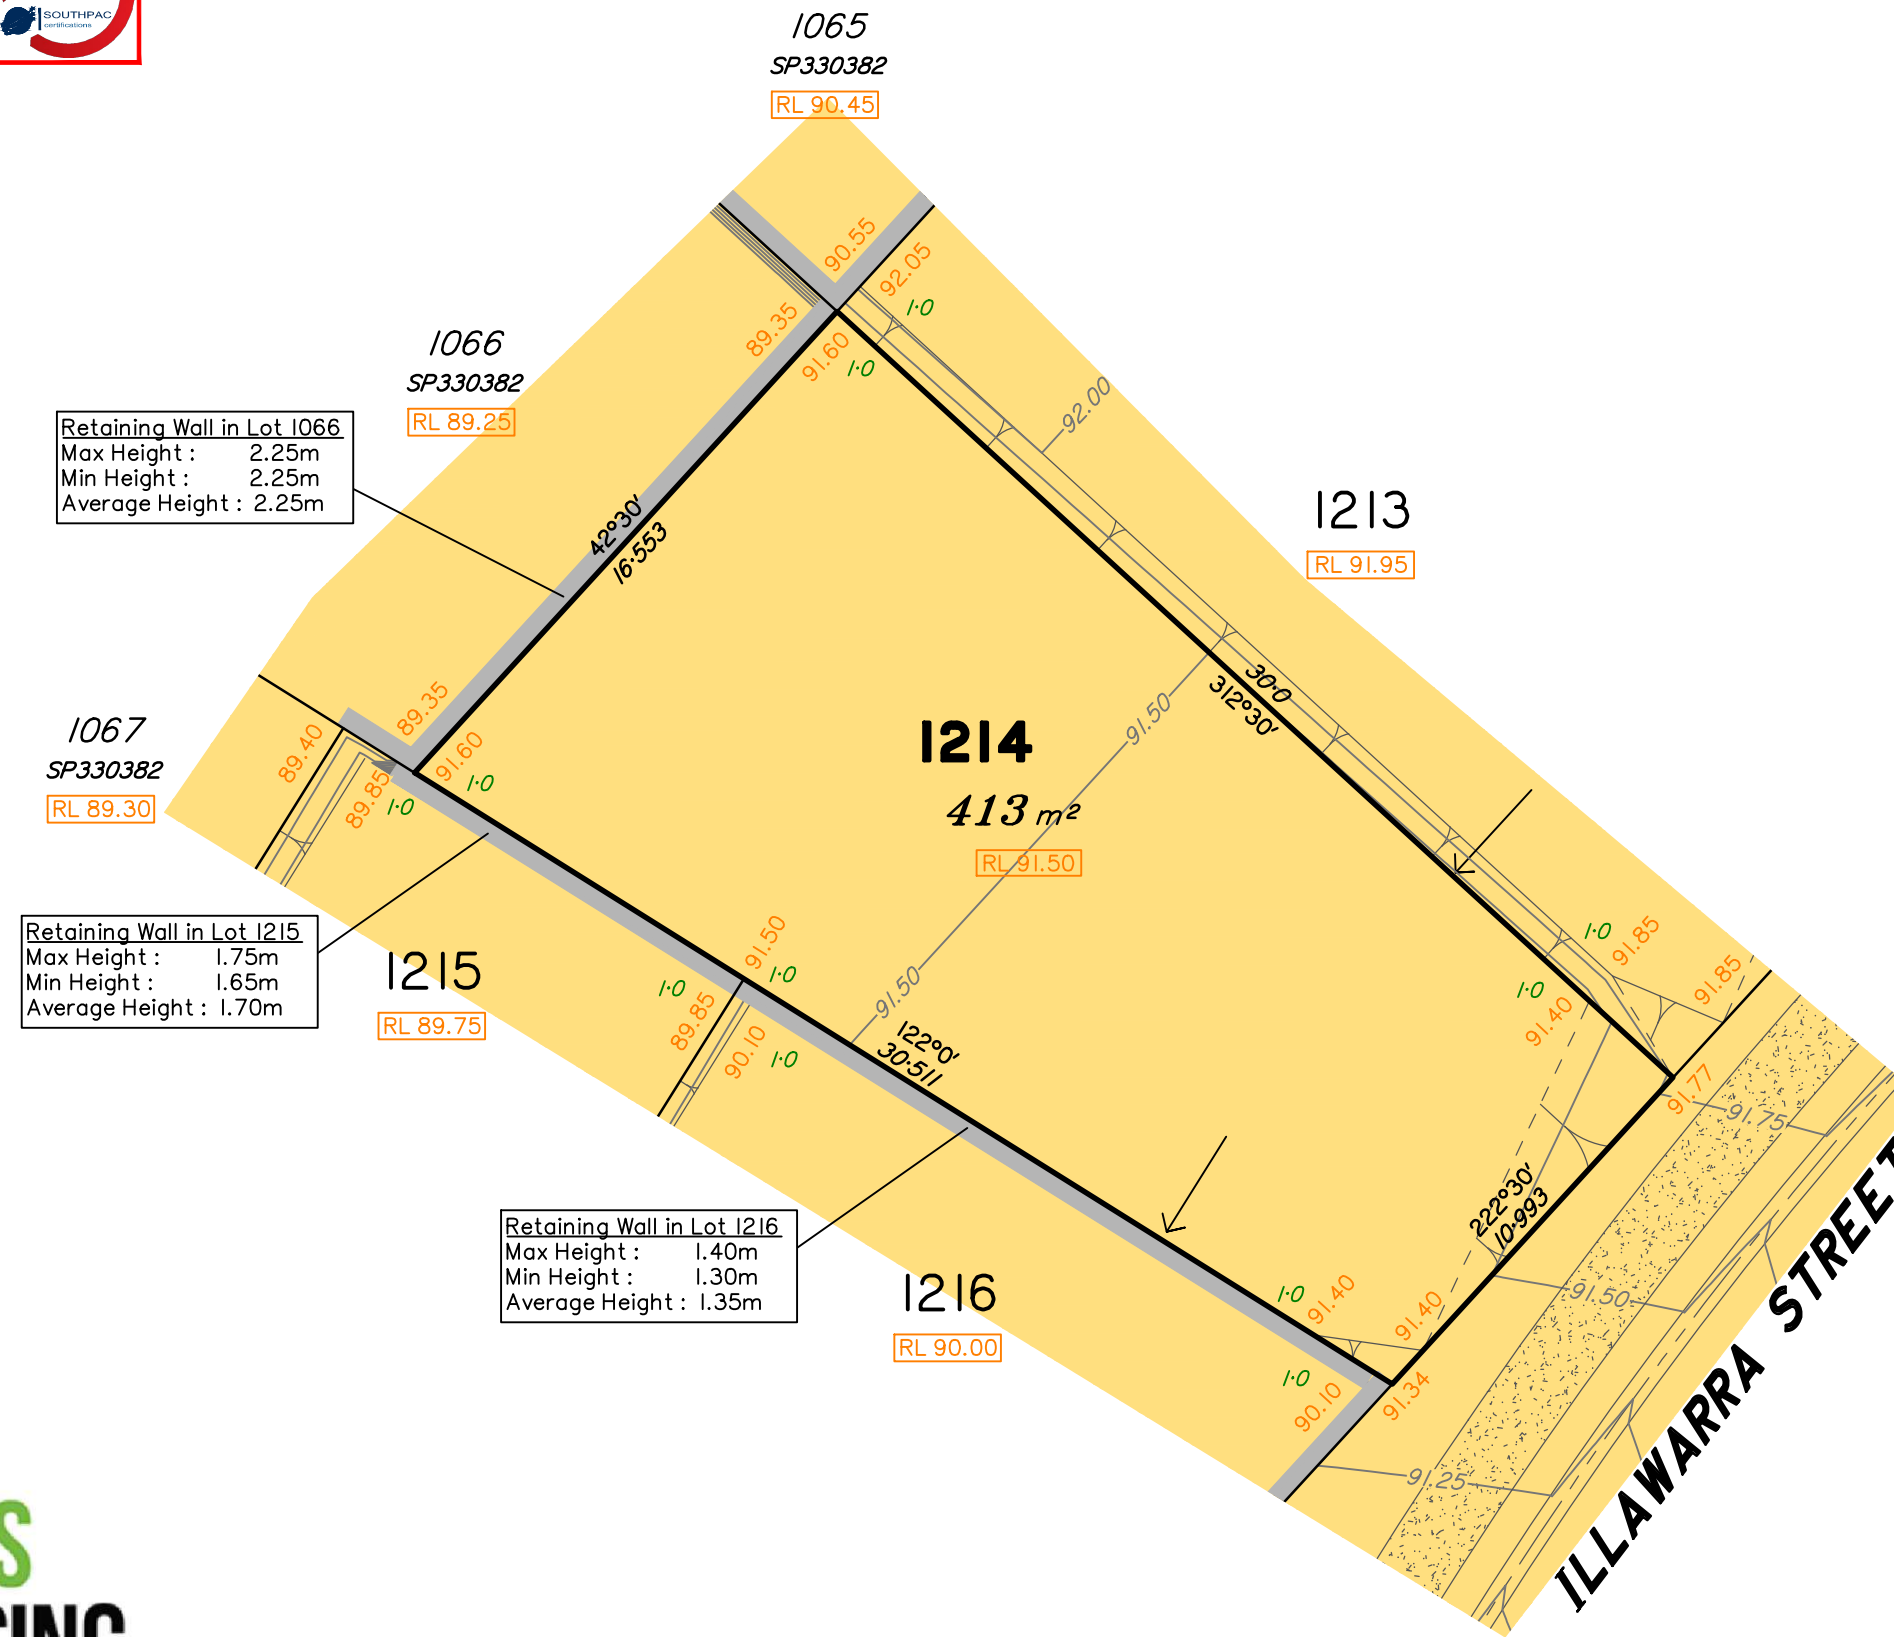 SOUTHPAC
certifications
1065
SP330382
RL 90.45
90.55
92.05
1·0
89.35
91.60
1·0
1066
SP330382
RL 89.25
92.00
Retaining Wall in Lot 1066
Max Height : 2.25m
Min Height : 2.25m
Average Height : 2.25m
42°30'
16·553
1213
RL 91.95
30·0
312°30'
91.50
1214
413 m²
RL 91.50
1067
SP330382
RL 89.30
89.40
89.35
89.85
91.60
1·0
1·0
Retaining Wall in Lot 1215
Max Height : 1.75m
Min Height : 1.65m
Average Height : 1.70m
1215
RL 89.75
91.50
1·0
1·0
89.85
90.10
1·0
91.50
122°0'
30·511
1·0
91.85
91.85
1·0
91.40
91.77
91.75
222°30'
10·993
Retaining Wall in Lot 1216
Max Height : 1.40m
Min Height : 1.30m
Average Height : 1.35m
1216
RL 90.00
1·0
91.40
91.40
91.50
1·0
90.10
91.34
91.25
ILLAWARRA STREET
S